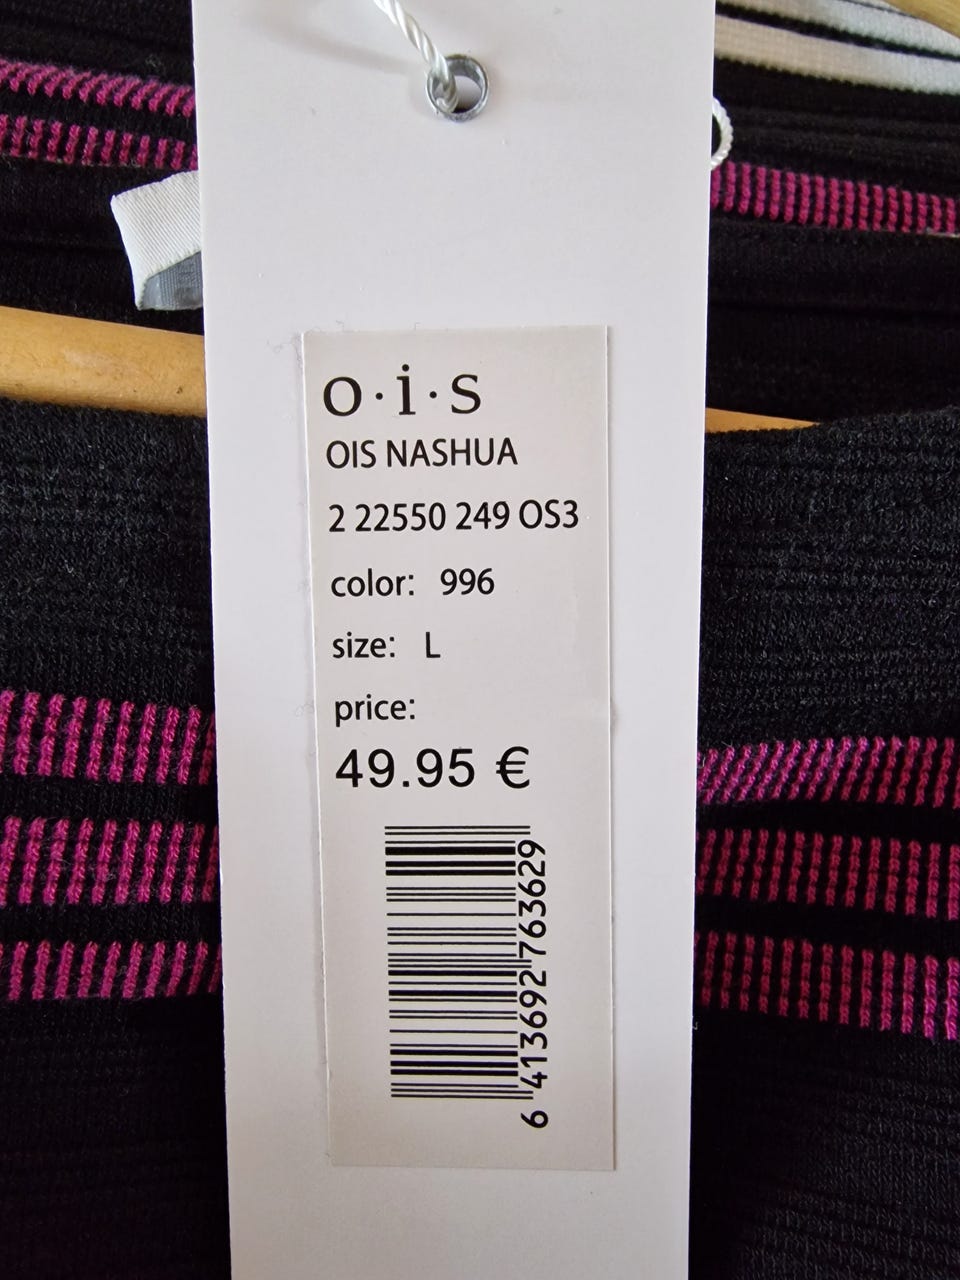 o·i·s
OIS NASHUA
2 22550 249 OS3
color: 996
size: L
price:
49.95 €
6 413692 763629